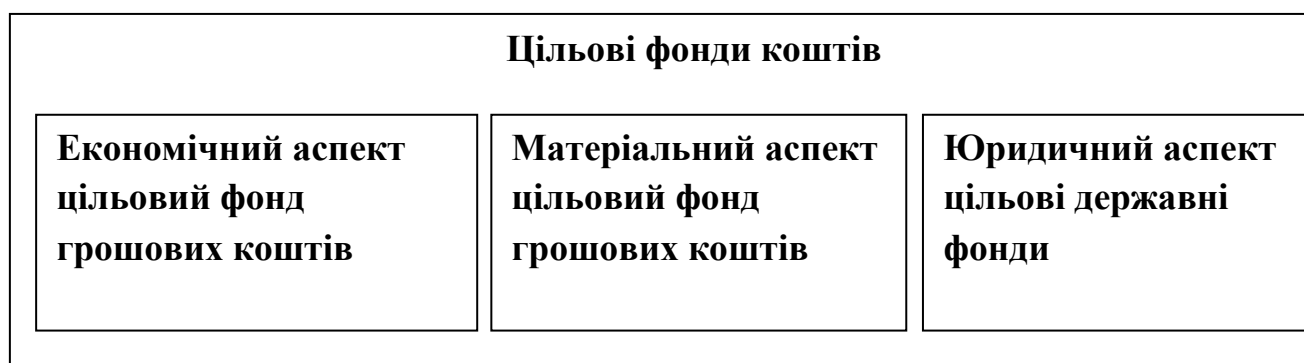 Цільові фонди коштів
Економічний аспект
цільовий фонд
грошових коштів
Матеріальний аспект
цільовий фонд
грошових коштів
Юридичний аспект
цільові державні
фонди